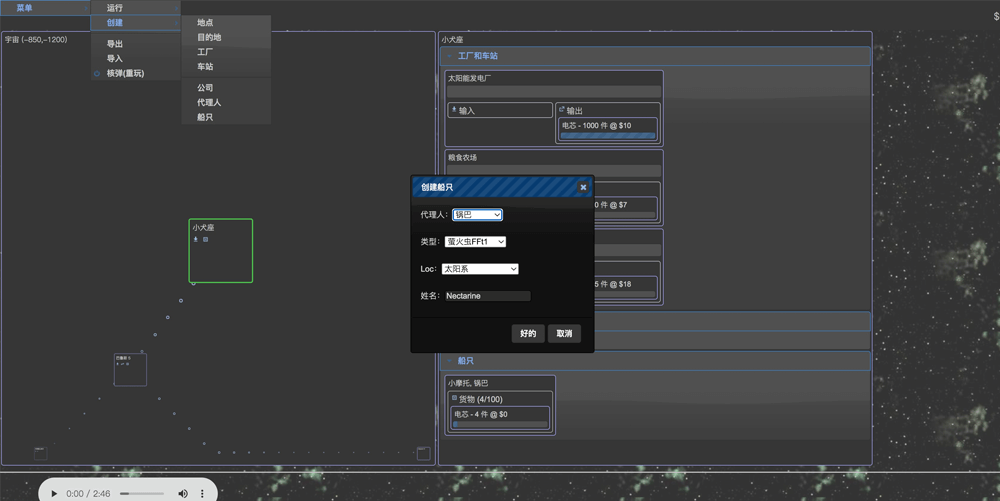 菜单
运行
创建
导出
导入
核弹(重玩)
地点
目的地
工厂
车站
公司
代理人
船只
$
宇宙 (-850,-1200)
小犬座
小犬座
工厂和车站
太阳能发电厂
输入
输出
电芯 - 1000 件 @ $10
粮食农场
0 件 @ $7
5 件 @ $18
创建船只
代理人: 锅巴
类型: 萤火虫FFt1
Loc: 太阳系
姓名: Nectarine
好的
取消
船只
小摩托, 锅巴
货物 (4/100)
电芯 - 4 件 @ $0
0:00 / 2:46